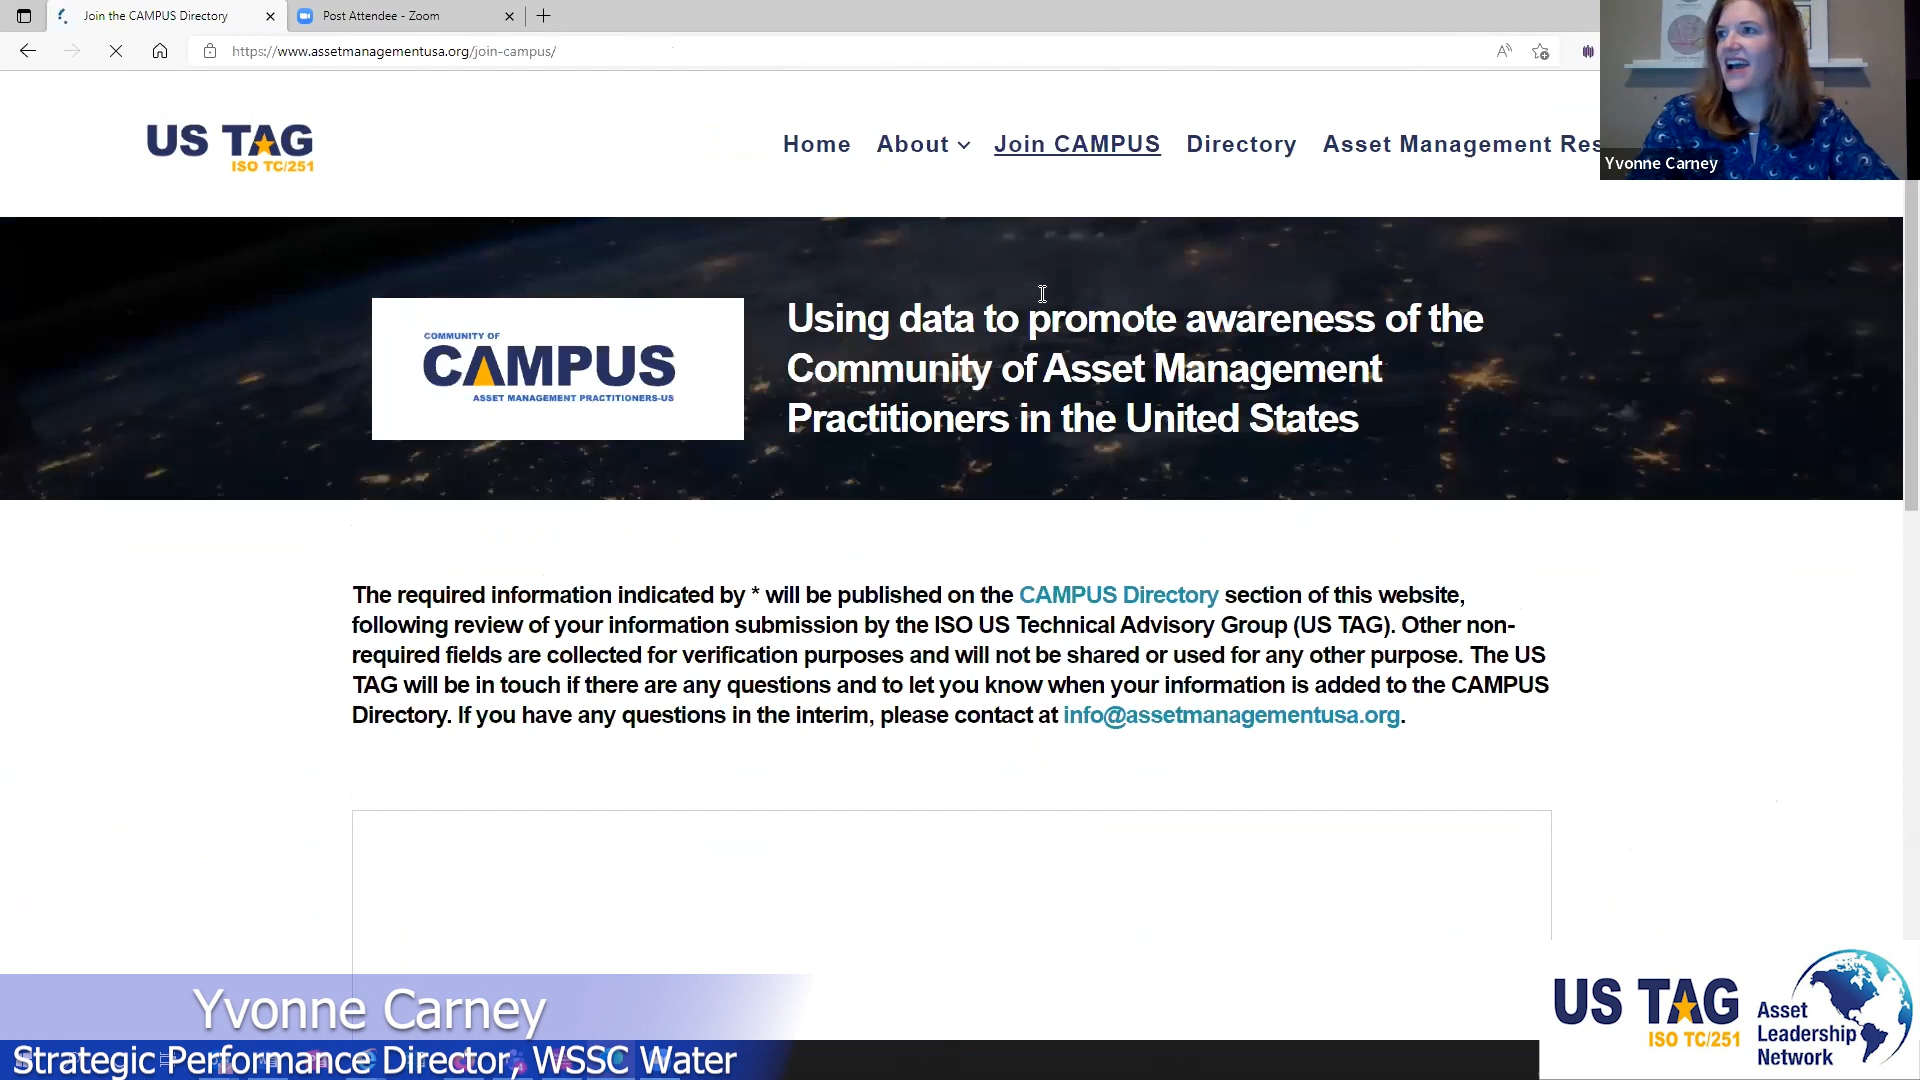 Join the CAMPUS Directory
Post Attendee - Zoom
https://www.assetmanagementusa.org/join-campus/
US TAG
ISO TC/251
Home About Join CAMPUS Directory Asset Management Res
Yvonne Carney
COMMUNITY OF
CAMPUS
ASSET MANAGEMENT PRACTITIONERS-US
Using data to promote awareness of the
Community of Asset Management
Practitioners in the United States
The required information indicated by * will be published on the CAMPUS Directory section of this website,
following review of your information submission by the ISO US Technical Advisory Group (US TAG). Other non-
required fields are collected for verification purposes and will not be shared or used for any other purpose. The US
TAG will be in touch if there are any questions and to let you know when your information is added to the CAMPUS
Directory. If you have any questions in the interim, please contact at info@assetmanagementusa.org.
Yvonne Carney
Strategic Performance Director, WSSC Water
US TAG
ISO TC/251
Asset
Leadership
Network